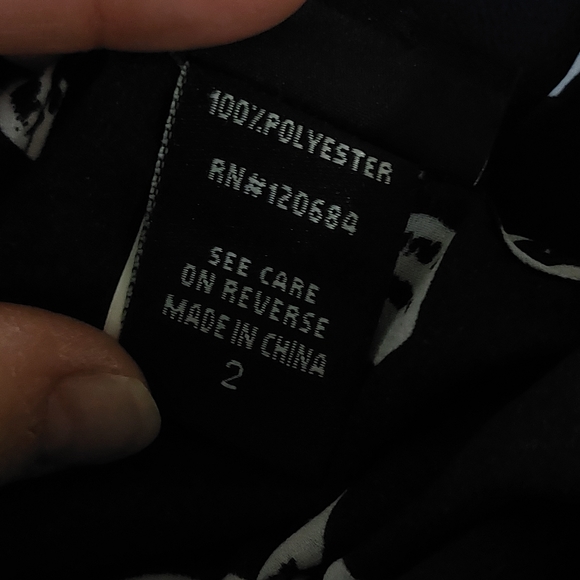 100% POLYESTER
RN#120684
SEE CARE
ON REVERSE
MADE IN CHINA
2